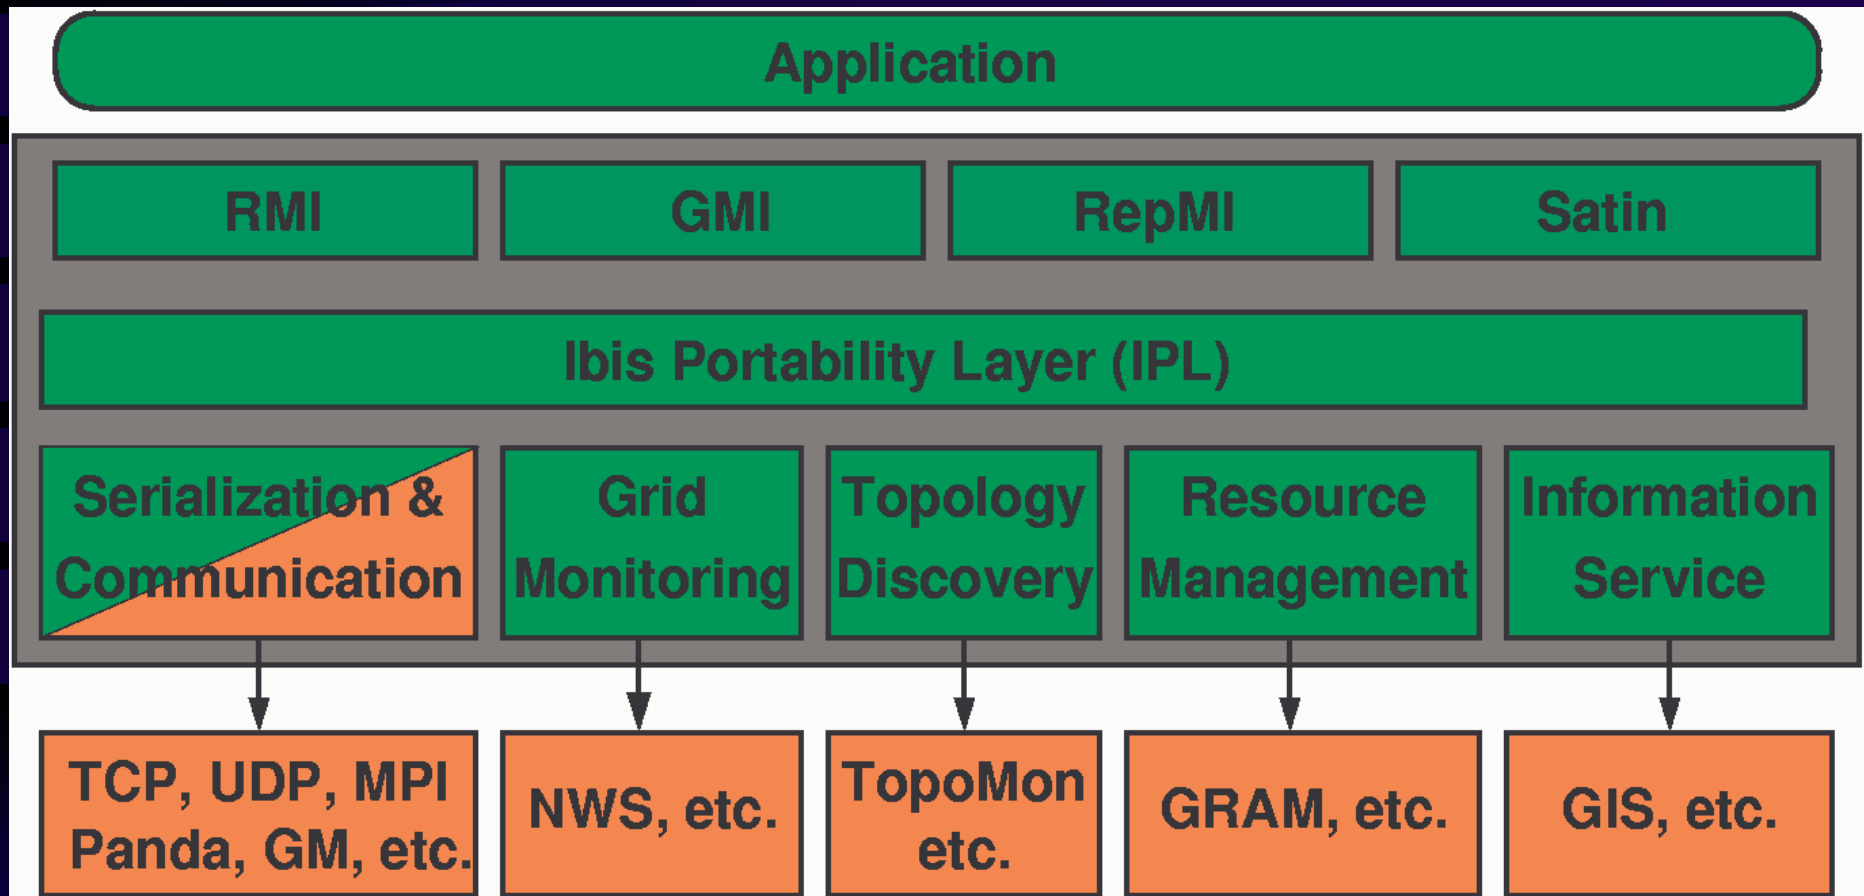 Application
RMI
GMI
RepMI
Satin
Ibis Portability Layer (IPL)
Serialization &
Communication
Grid
Monitoring
Topology
Discovery
Resource
Management
Information
Service
TCP, UDP, MPI
Panda, GM, etc.
NWS, etc.
TopoMon
etc.
GRAM, etc.
GIS, etc.